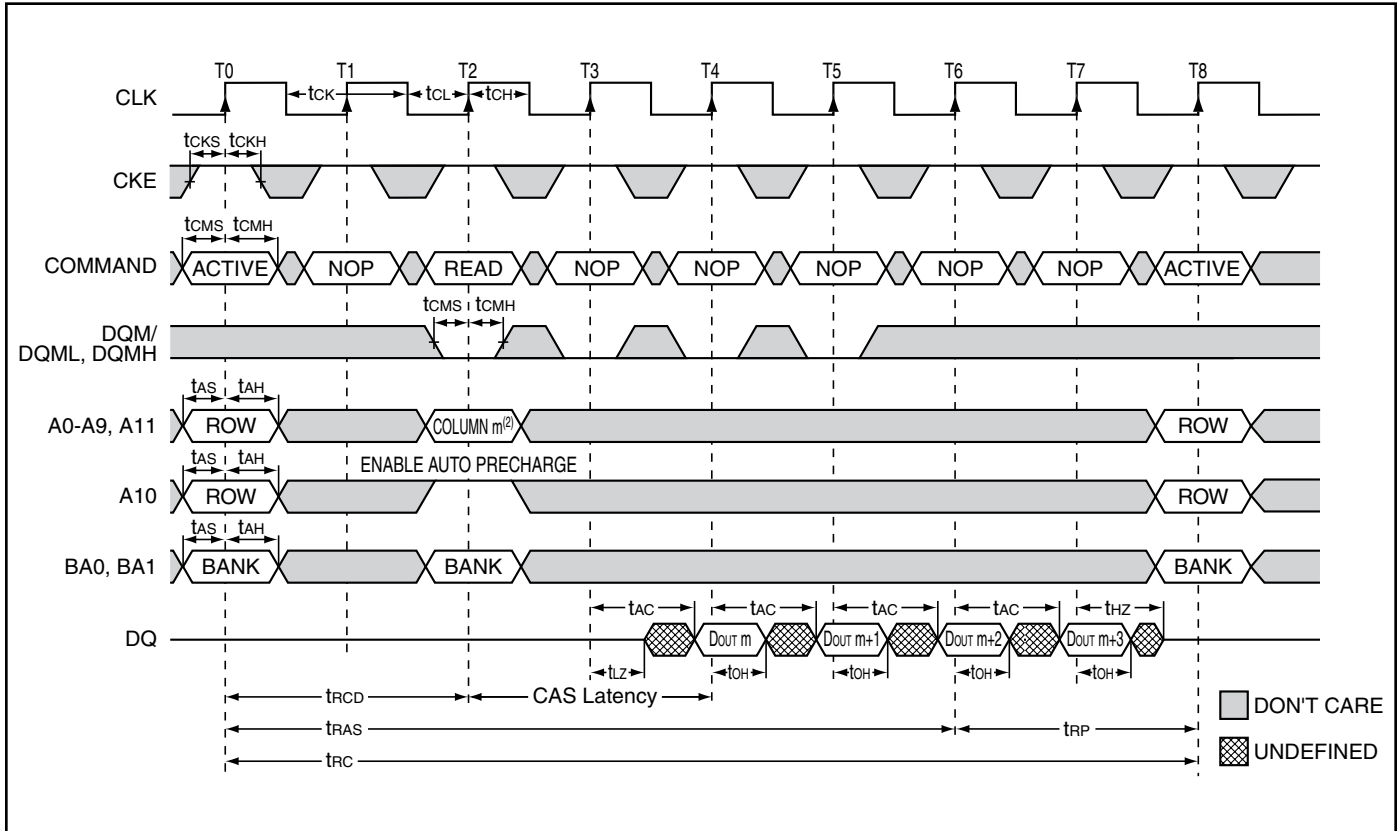 T0 T1 T2 T3 T4 T5 T6 T7 T8
CLK
tCK tCL tCH
tCKS tCKH
CKE
tCMS tCMH
COMMAND ACTIVE NOP READ NOP NOP NOP NOP NOP ACTIVE
tCMS tCMH
DQM/
DQML, DQMH
tAS tAH
A0-A9, A11 ROW COLUMN m(2) ROW
tAS tAH ENABLE AUTO PRECHARGE
A10 ROW ROW
tAS tAH
BA0, BA1 BANK BANK BANK
tAC tAC tAC tAC tHZ
DQ DOUT m DOUT m+1 DOUT m+2 DOUT m+3
tLZ tOH tOH tOH tOH
tRCD CAS Latency
DON'T CARE
tRAS tRP
UNDEFINED
tRC